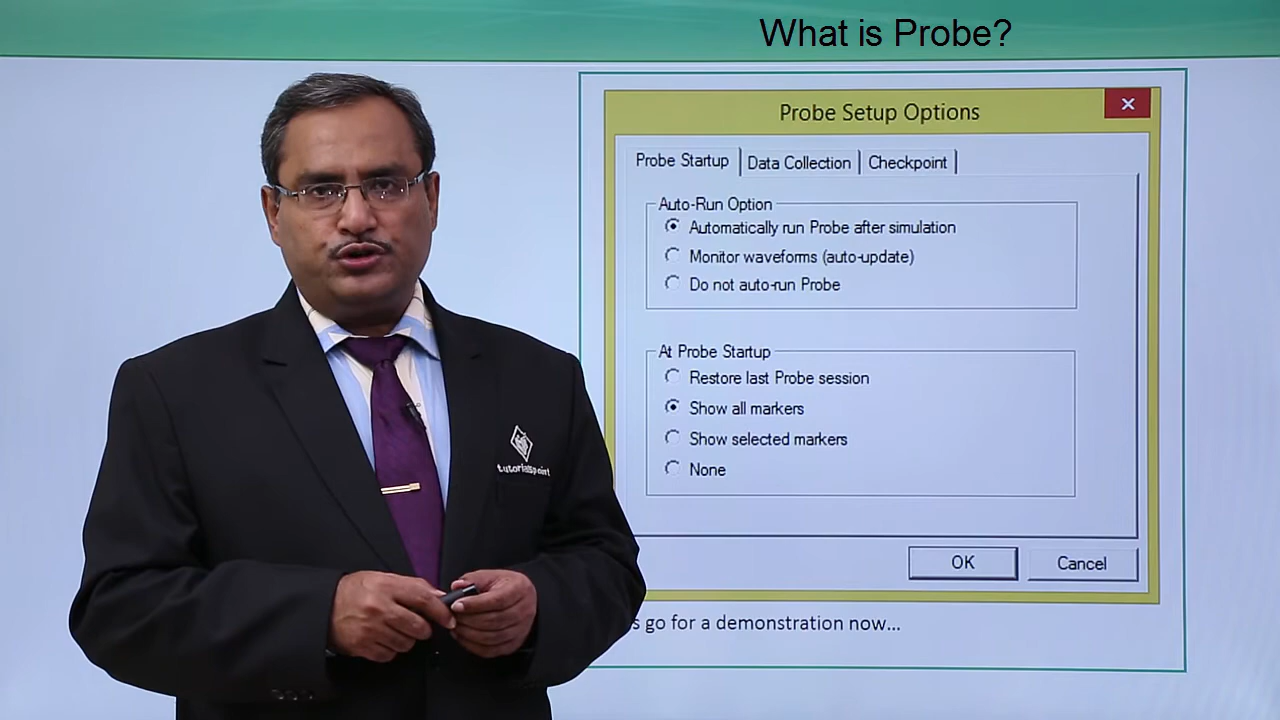 What is Probe?
Probe Setup Options
Probe Startup Data Collection Checkpoint
Auto-Run Option
Automatically run Probe after simulation
Monitor waveforms (auto-update)
Do not auto-run Probe
At Probe Startup
Restore last Probe session
Show all markers
Show selected markers
None
OK Cancel
s go for a demonstration now...
tutorialspoint